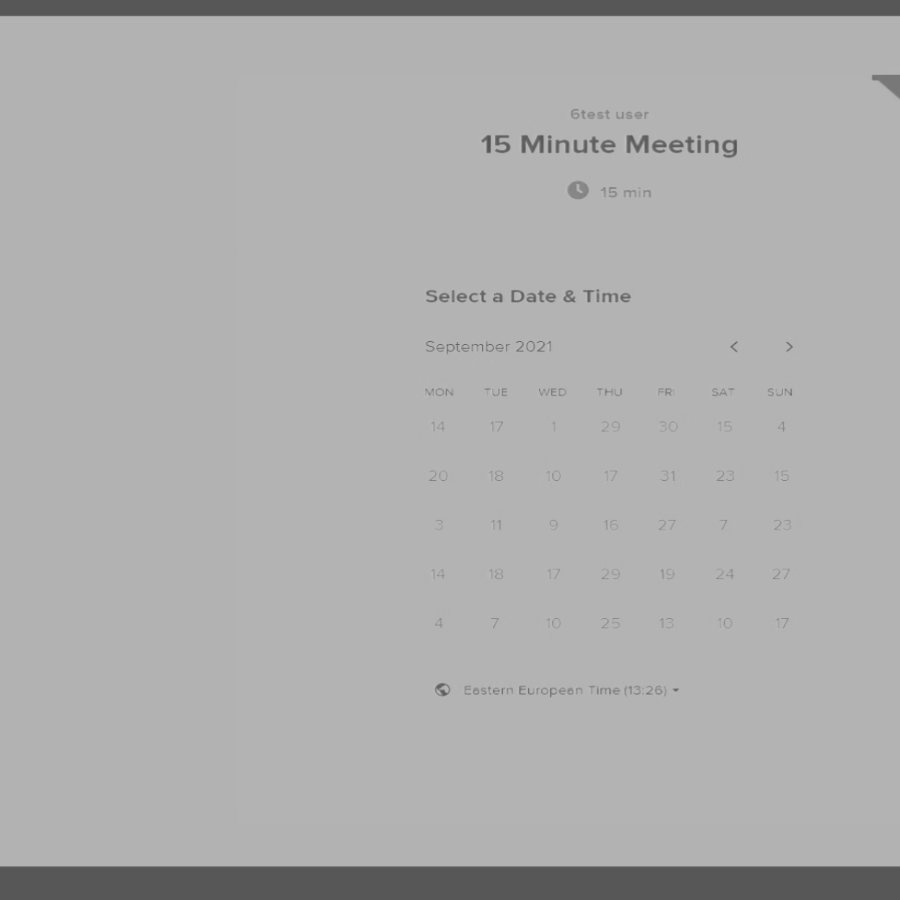 6test user
15 Minute Meeting
15 min
Select a Date & Time
September 2021
MON TUE WED THU FRI SAT SUN
14 17 1 29 30 15 4
20 18 10 17 31 23 15
3 11 9 16 27 7 23
14 18 17 29 19 24 27
4 7 10 25 13 10 17
Eastern European Time (13:26)